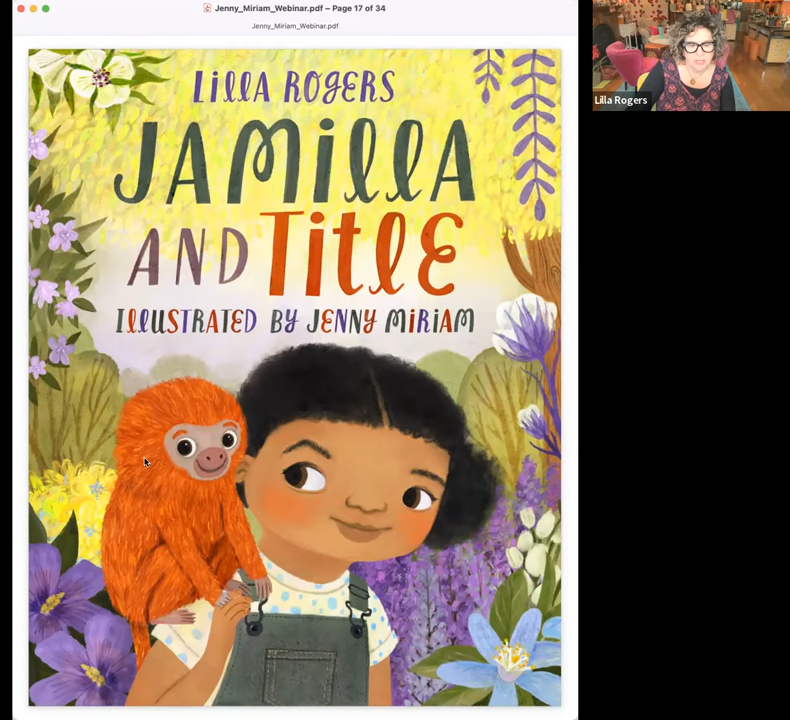 Jenny_Miriam_Webinar.pdf – Page 17 of 34
Jenny_Miriam_Webinar.pdf
LILLA ROGERS
JAMILLA
AND TITLE
ILLUSTRATED BY JENNY MIRIAM
Lilla Rogers